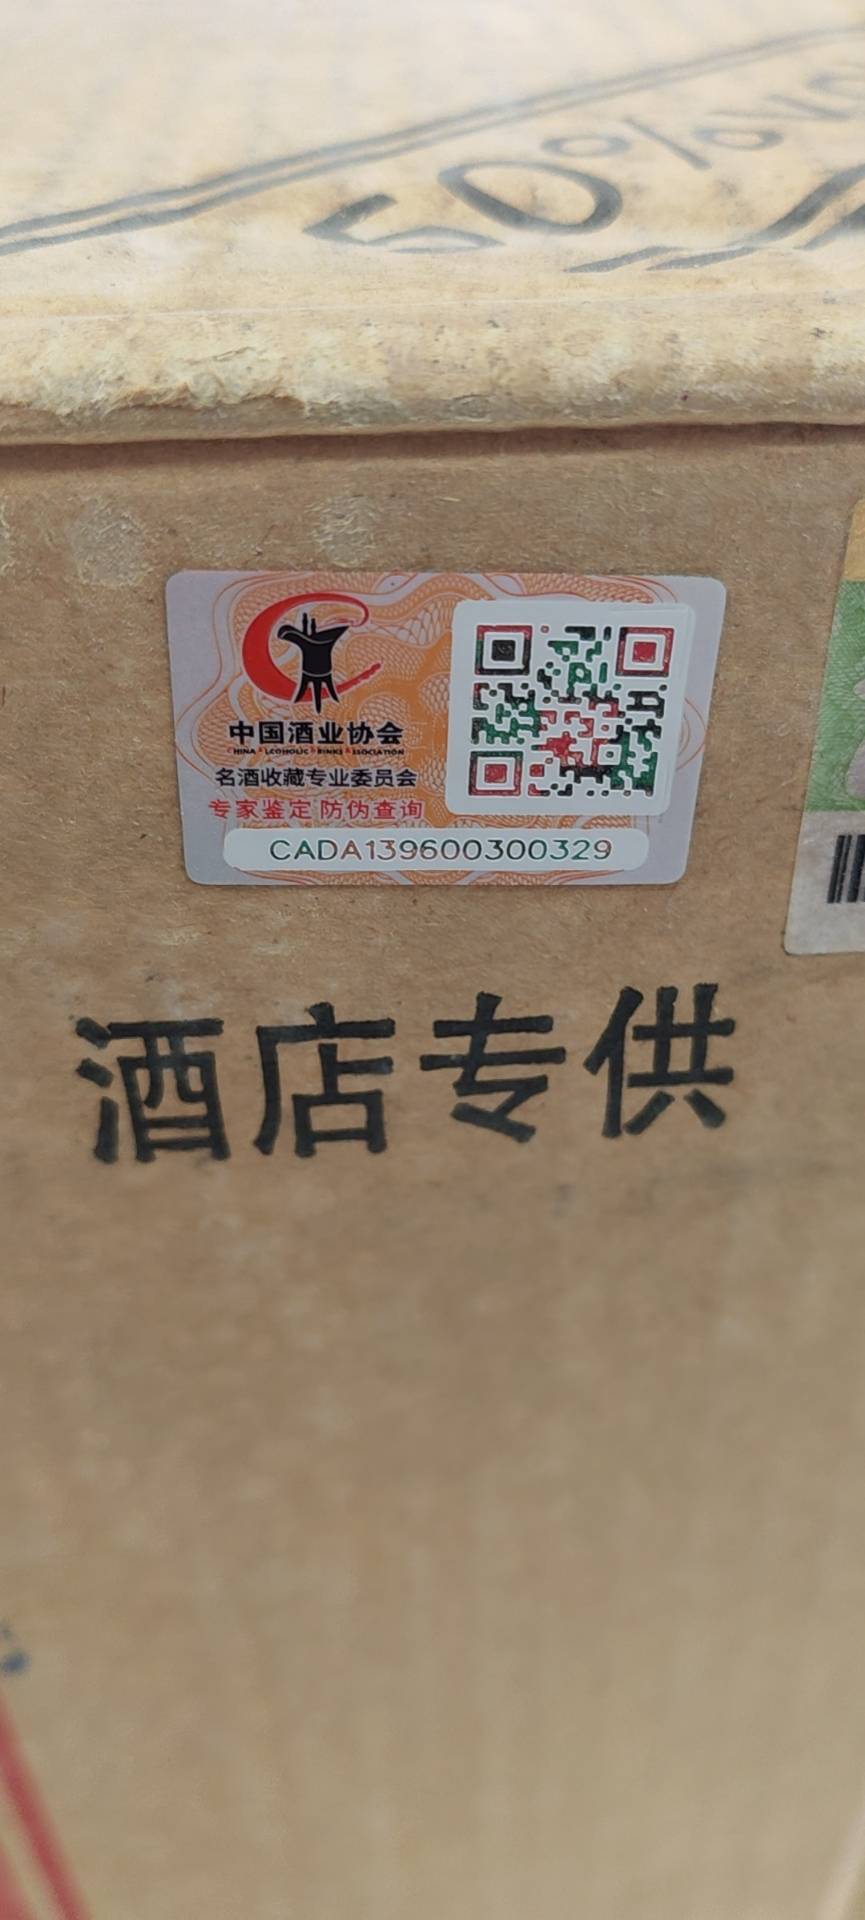 60%vol
中国酒业协会
CHINA ALCOHOLIC DRINKS ASSOCIATION
名酒收藏专业委员会
专家鉴定 防伪查询
CADA139600300329
酒店专供